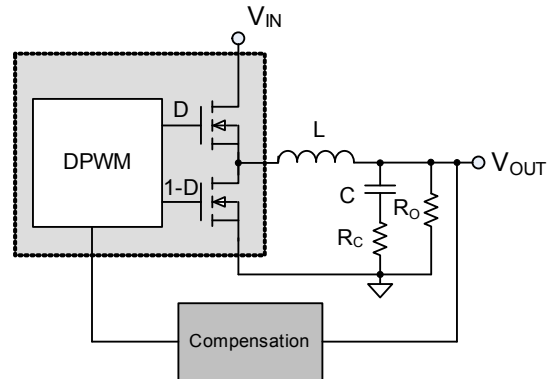 V_IN
D
L
DPWM
V_OUT
1-D
C
R_O
R_C
Compensation